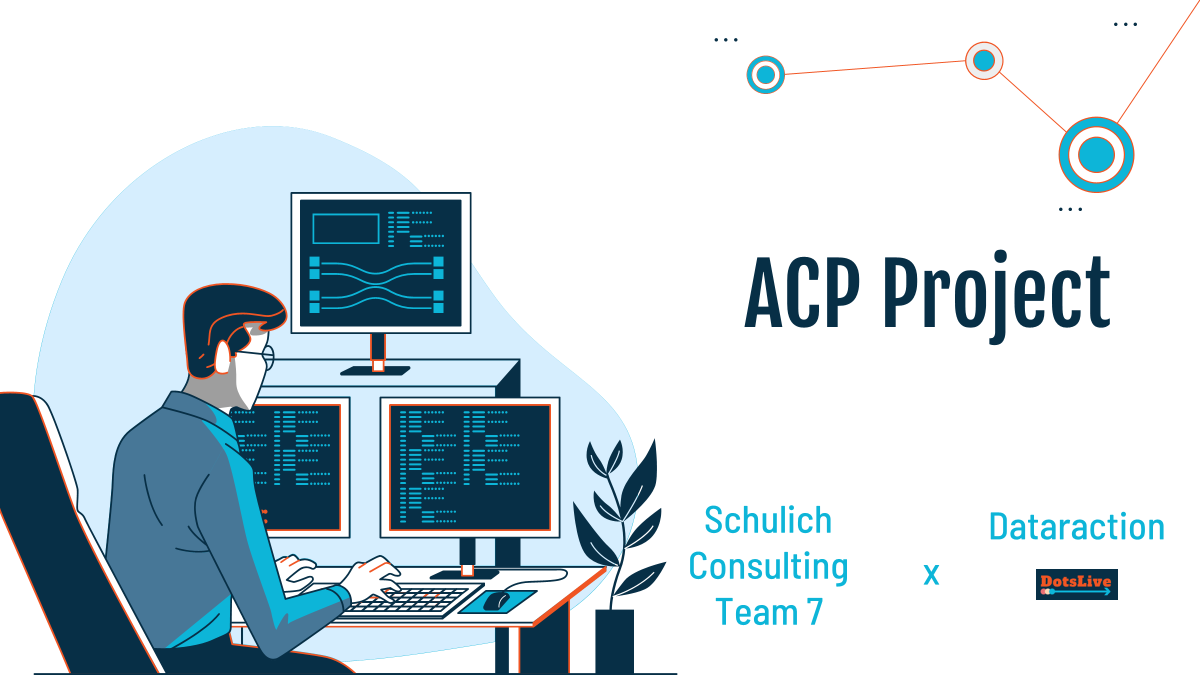 ACP Project
Schulich
Consulting
Team 7
x
Dataraction
DotsLive